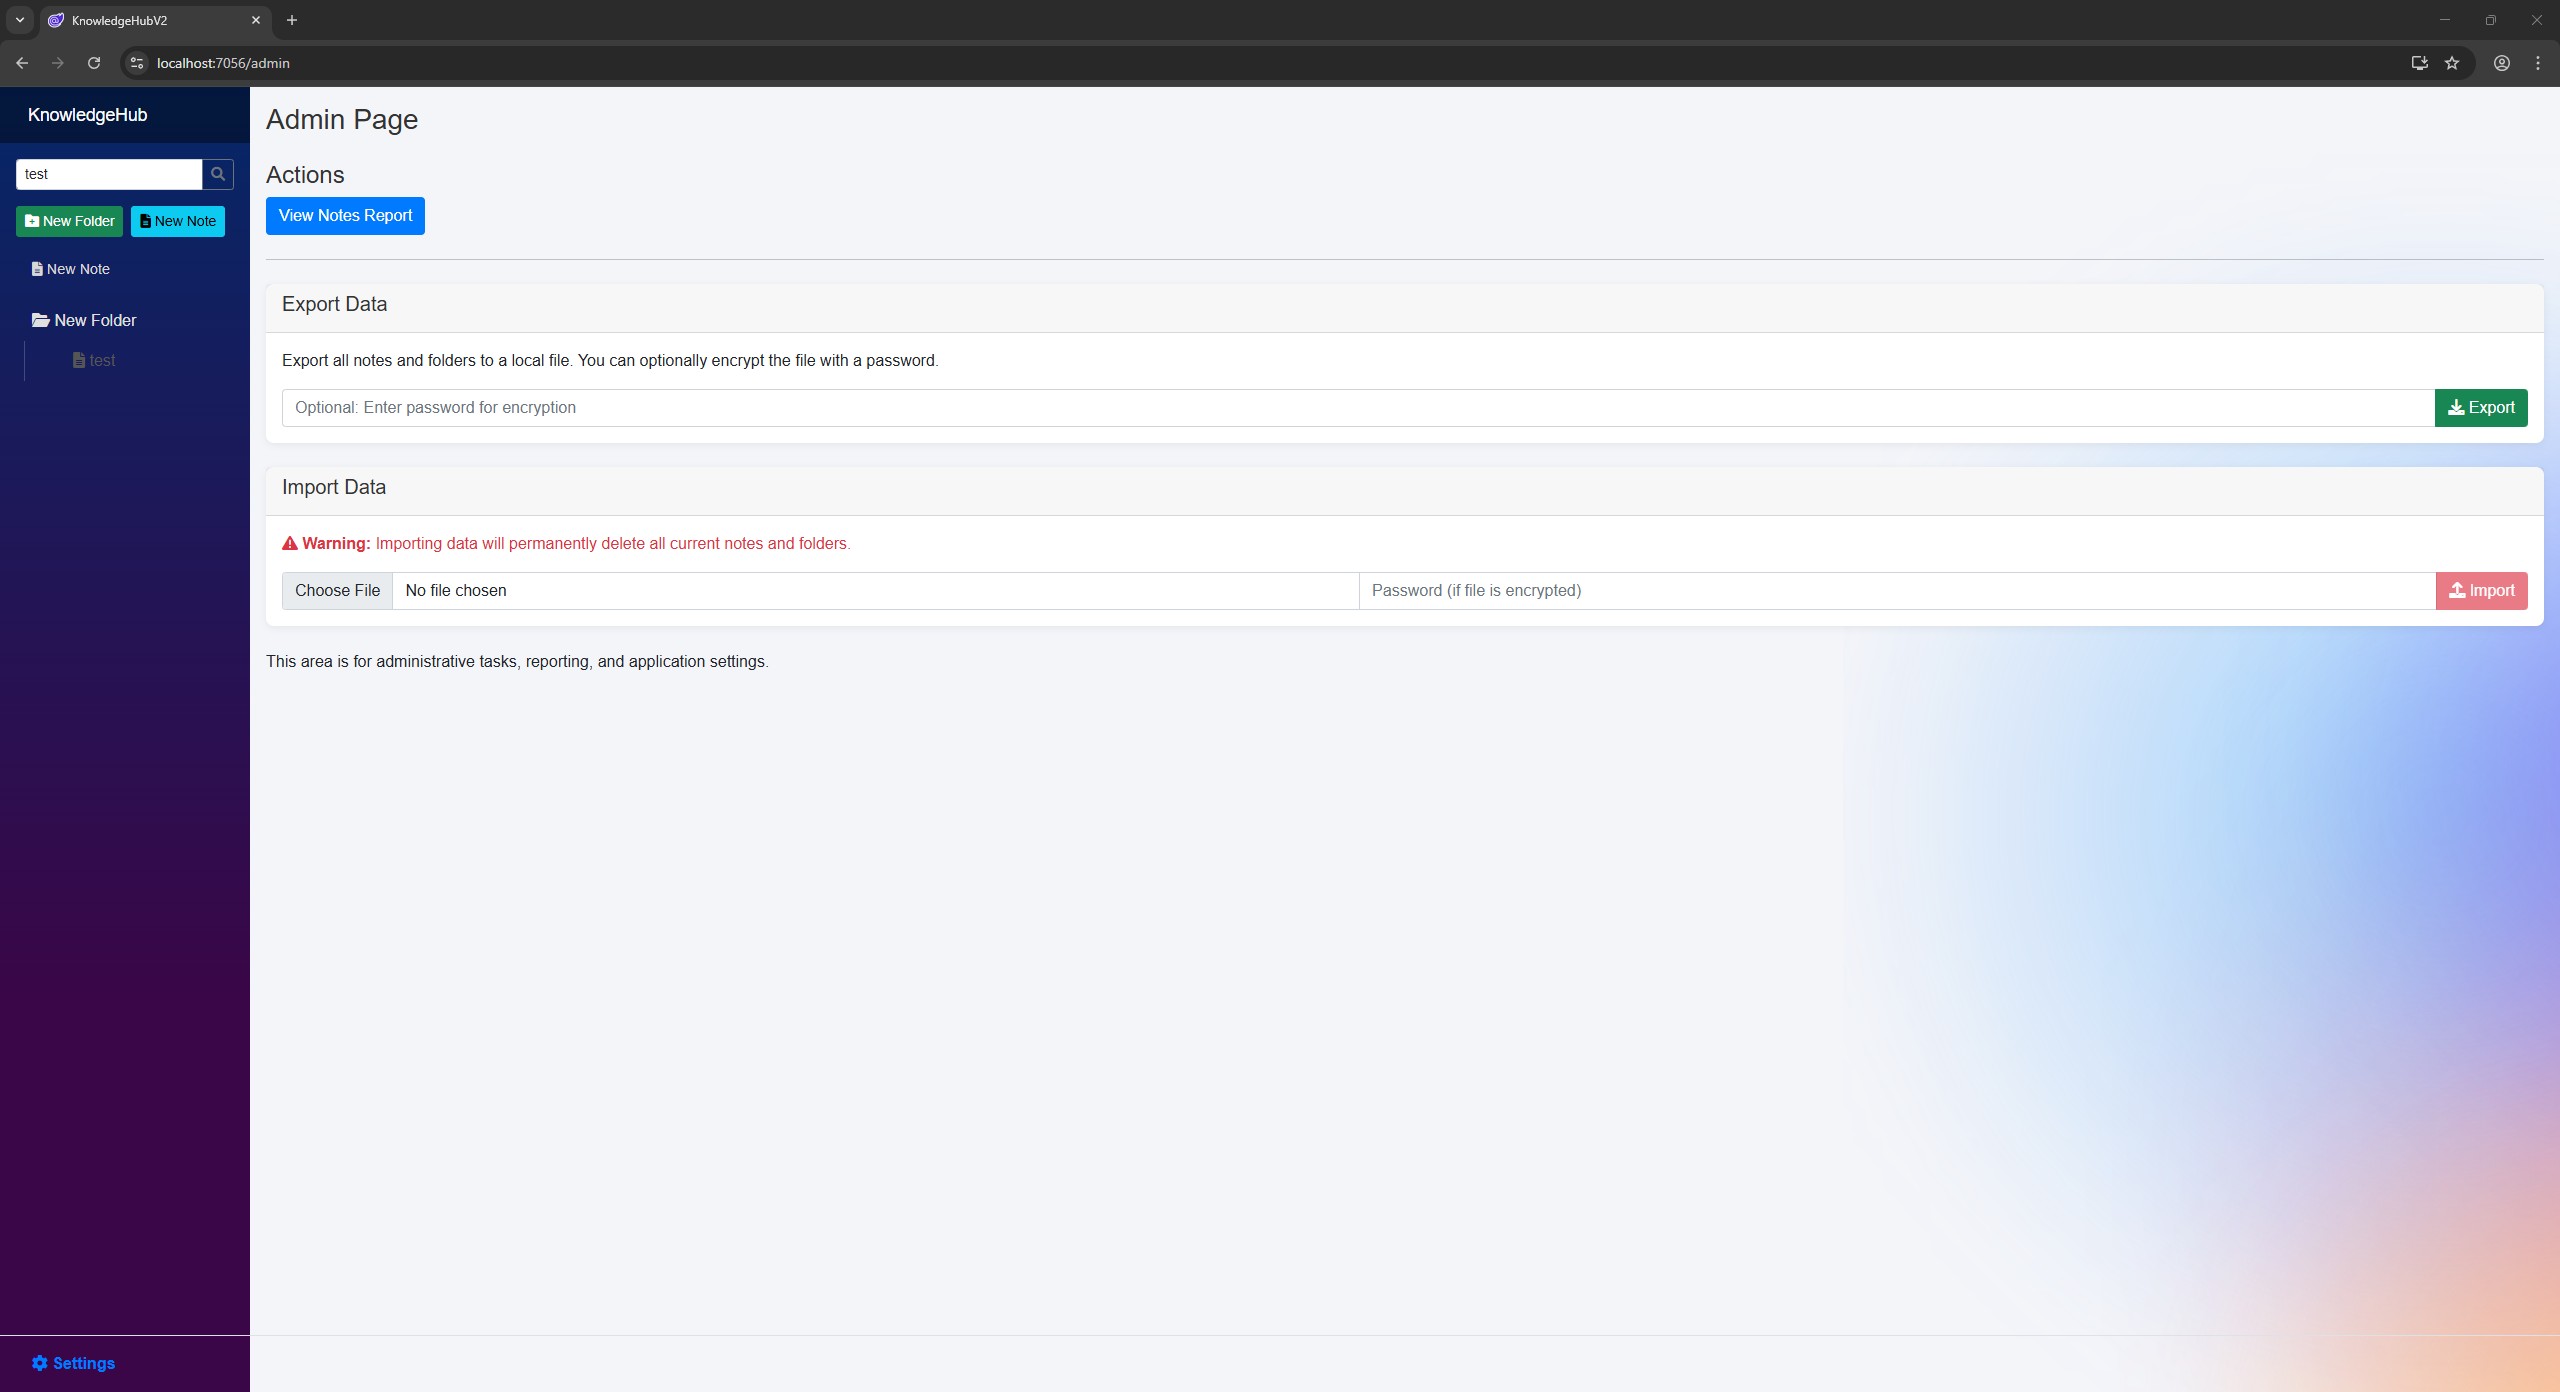 KnowledgeHubV2
localhost:7056/admin
KnowledgeHub
test
New Folder
New Note
New Note
New Folder
test
Settings
Admin Page
Actions
View Notes Report
Export Data
Export all notes and folders to a local file. You can optionally encrypt the file with a password.
Optional: Enter password for encryption
Export
Import Data
Warning: Importing data will permanently delete all current notes and folders.
Choose File
No file chosen
Password (if file is encrypted)
Import
This area is for administrative tasks, reporting, and application settings.